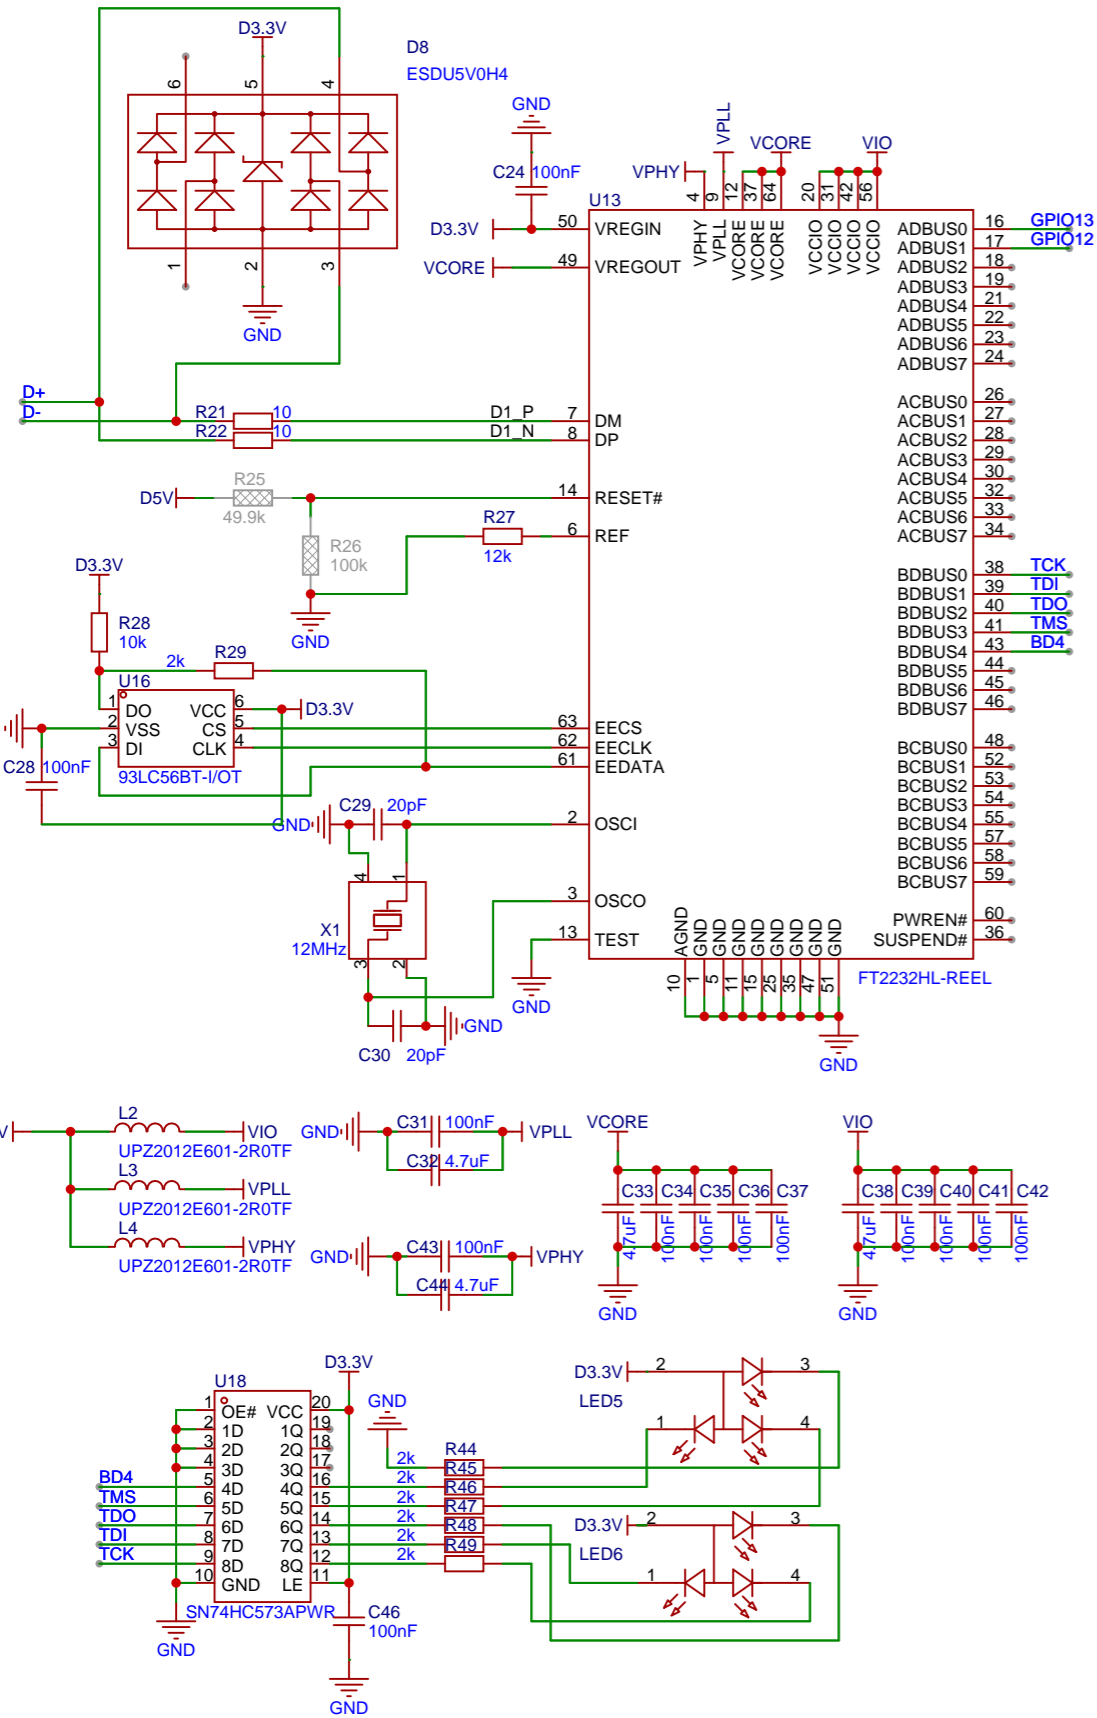 D3.3V
D8
ESDU5V0H4
6
5
4
1
2
3
GND
GND
C24 100nF
D3.3V
VCORE
VPHY
VPLL
VCORE
VIO
4
9
12
37
64
20
31
42
56
U13
50 VREGIN
49 VREGOUT
VPHY
VPLL
VCORE
VCORE
VCORE
VCCIO
VCCIO
VCCIO
VCCIO
ADBUS0 16 GPIO13
ADBUS1 17 GPIO12
ADBUS2 18
ADBUS3 19
ADBUS4 21
ADBUS5 22
ADBUS6 23
ADBUS7 24
ACBUS0 26
ACBUS1 27
ACBUS2 28
ACBUS3 29
ACBUS4 30
ACBUS5 32
ACBUS6 33
ACBUS7 34
BDBUS0 38 TCK
BDBUS1 39 TDI
BDBUS2 40 TDO
BDBUS3 41 TMS
BDBUS4 43 BD4
BDBUS5 44
BDBUS6 45
BDBUS7 46
BCBUS0 48
BCBUS1 52
BCBUS2 53
BCBUS3 54
BCBUS4 55
BCBUS5 57
BCBUS6 58
BCBUS7 59
PWREN# 60
SUSPEND# 36
FT2232HL-REEL
D+
D-
R21 10 D1_P 7 DM
R22 10 D1_N 8 DP
D5V
R25
49.9k
14 RESET#
R26
100k
R27
12k
6 REF
GND
D3.3V
R28
10k
2k R29
U16
1 DO
2 VSS
3 DI
VCC 6 D3.3V
CS 5
CLK 4
93LC56BT-I/OT
C28 100nF
63 EECS
62 EECLK
61 EEDATA
GND
C29 20pF
2 OSCI
4
1
X1
12MHz
3
2
3 OSCO
13 TEST
GND
C30 20pF
GND
AGND
GND
GND
GND
GND
GND
GND
GND
GND
10
1
5
11
15
25
35
47
51
GND
V
L2
UPZ2012E601-2R0TF
VIO
L3
UPZ2012E601-2R0TF
VPLL
L4
UPZ2012E601-2R0TF
VPHY
GND
C31 100nF
C32 4.7uF
VPLL
GND
C43 100nF
C44 4.7uF
VPHY
VCORE
C33 C34 C35 C36 C37
4.7uF 100nF 100nF 100nF 100nF
GND
VIO
C38 C39 C40 C41 C42
4.7uF 100nF 100nF 100nF 100nF
GND
D3.3V
U18
1 OE# VCC 20
2 1D 1Q 19
3 2D 2Q 18
4 3D 3Q 17
BD4 5 4D 4Q 16
TMS 6 5D 5Q 15
TDO 7 6D 6Q 14
TDI 8 7D 7Q 13
TCK 9 8D 8Q 12
10 GND LE 11
SN74HC573APWR
GND
C46
100nF
GND
GND
R44
2k R45
2k R46
2k R47
2k R48
2k R49
2k
D3.3V 2 3
LED5
1 4
D3.3V 2 3
LED6
1 4